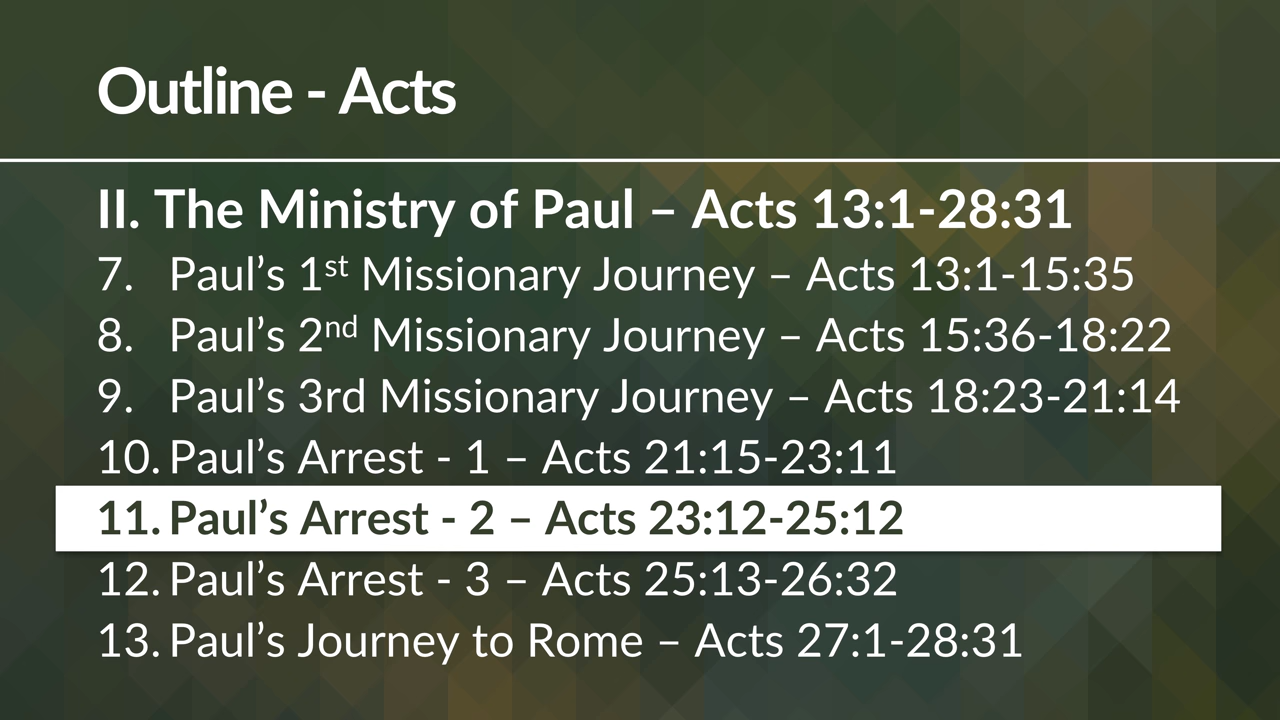 Outline - Acts
II. The Ministry of Paul – Acts 13:1-28:31
7. Paul’s 1st Missionary Journey – Acts 13:1-15:35
8. Paul’s 2nd Missionary Journey – Acts 15:36-18:22
9. Paul’s 3rd Missionary Journey – Acts 18:23-21:14
10. Paul’s Arrest - 1 – Acts 21:15-23:11
11. Paul’s Arrest - 2 – Acts 23:12-25:12
12. Paul’s Arrest - 3 – Acts 25:13-26:32
13. Paul’s Journey to Rome – Acts 27:1-28:31